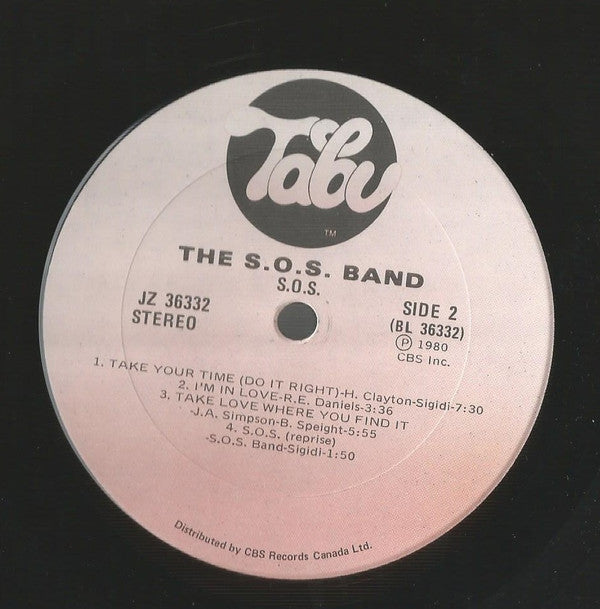 Tabu
TM
THE S.O.S. BAND
S.O.S.
JZ 36332
STEREO
SIDE 2
(BL 36332)
Ⓟ 1980
CBS Inc.
1. TAKE YOUR TIME (DO IT RIGHT)-H. Clayton-Sigidi-7:30
2. I'M IN LOVE-R.E. Daniels-3:36
3. TAKE LOVE WHERE YOU FIND IT
-J.A. Simpson-B. Speight-5:55
4. S.O.S. (reprise)
-S.O.S. Band-Sigidi-1:50
Distributed by CBS Records Canada Ltd.